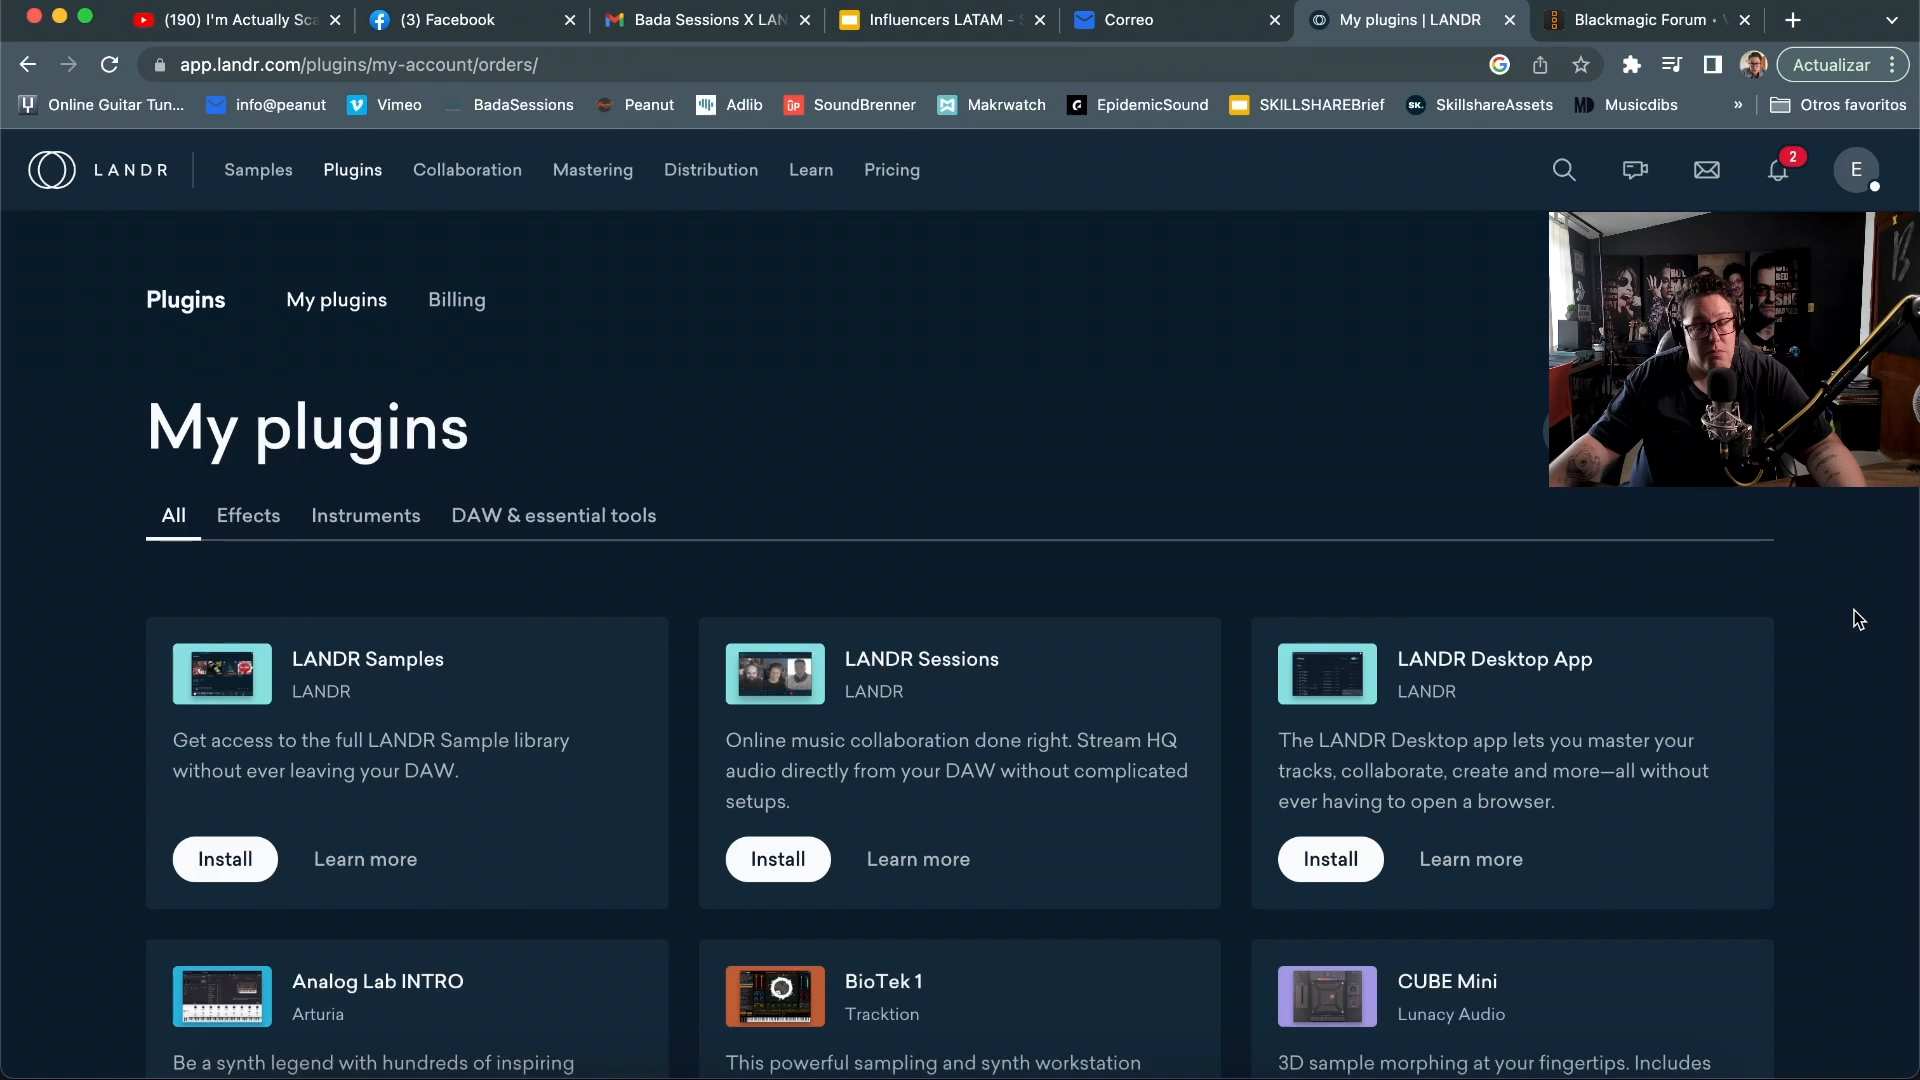 (190) I'm Actually Sca
(3) Facebook
Bada Sessions X LAN
Influencers LATAM - S
Correo
My plugins | LANDR
Blackmagic Forum •
app.landr.com/plugins/my-account/orders/
Actualizar
Online Guitar Tun...
info@peanut
Vimeo
BadaSessions
Peanut
Adlib
SoundBrenner
Makrwatch
EpidemicSound
SKILLSHAREBrief
SK.
SkillshareAssets
Musicdibs
»
Otros favoritos
LANDR
Samples
Plugins
Collaboration
Mastering
Distribution
Learn
Pricing
2
E
Plugins
My plugins
Billing
My plugins
All
Effects
Instruments
DAW & essential tools
LANDR Samples
LANDR
Get access to the full LANDR Sample library
without ever leaving your DAW.
Install
Learn more
LANDR Sessions
LANDR
Online music collaboration done right. Stream HQ
audio directly from your DAW without complicated
setups.
Install
Learn more
LANDR Desktop App
LANDR
The LANDR Desktop app lets you master your
tracks, collaborate, create and more—all without
ever having to open a browser.
Install
Learn more
Analog Lab INTRO
Arturia
Be a synth legend with hundreds of inspiring
BioTek 1
Tracktion
This powerful sampling and synth workstation
CUBE Mini
Lunacy Audio
3D sample morphing at your fingertips. Includes